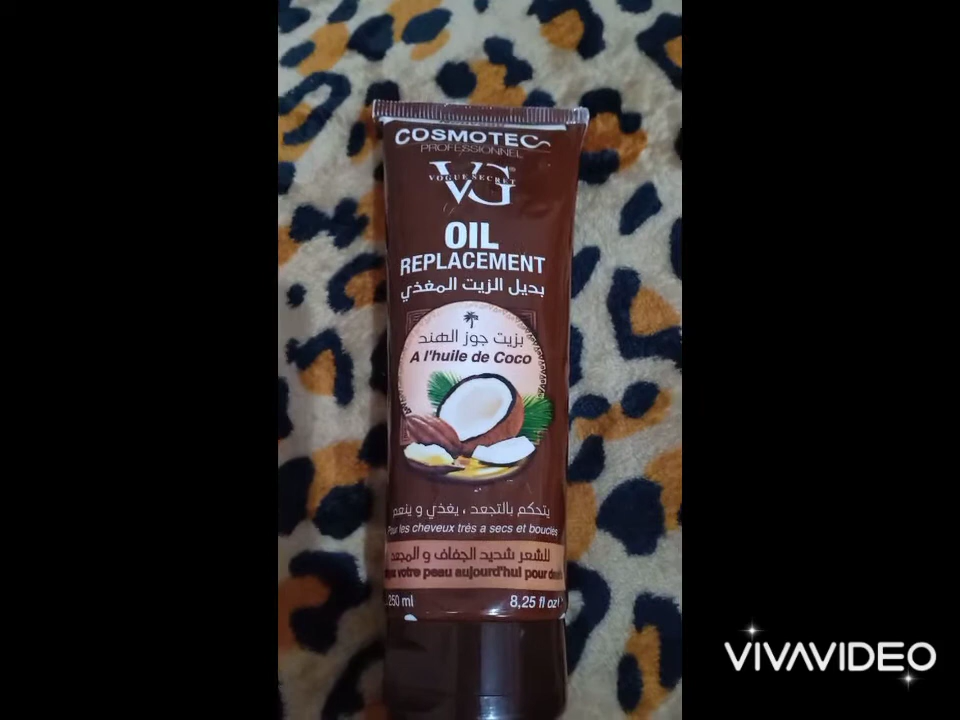 COSMOTEC
PROFESSIONNEL
VG
VOGUE SECRET
OIL
REPLACEMENT
بديل الزيت المغذي
بزيت جوز الهند
A l'huile de Coco
يتحكم بالتجعد ، يغذي و ينعم
Pour les cheveux trés a secs et bouclés
للشعر شديد الجفاف و المجعد
votre peau aujourd'hui pour
250 ml
8,25 fl oz
VIVAVIDEO